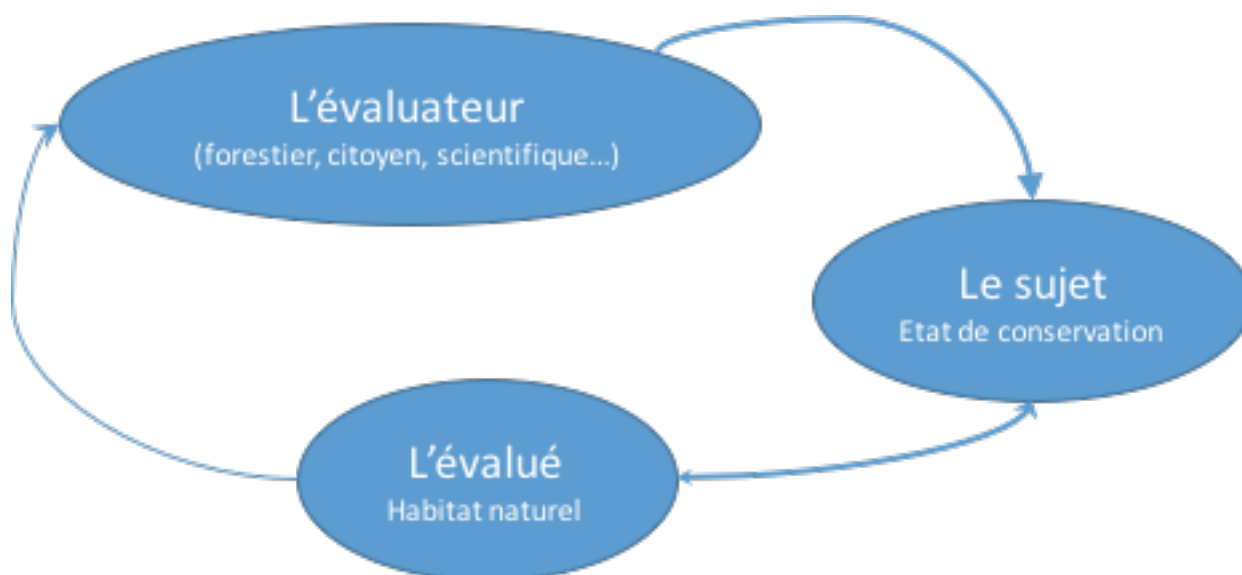 L’évaluateur
(forestier, citoyen, scientifique...)
Le sujet
Etat de conservation
L’évalué
Habitat naturel